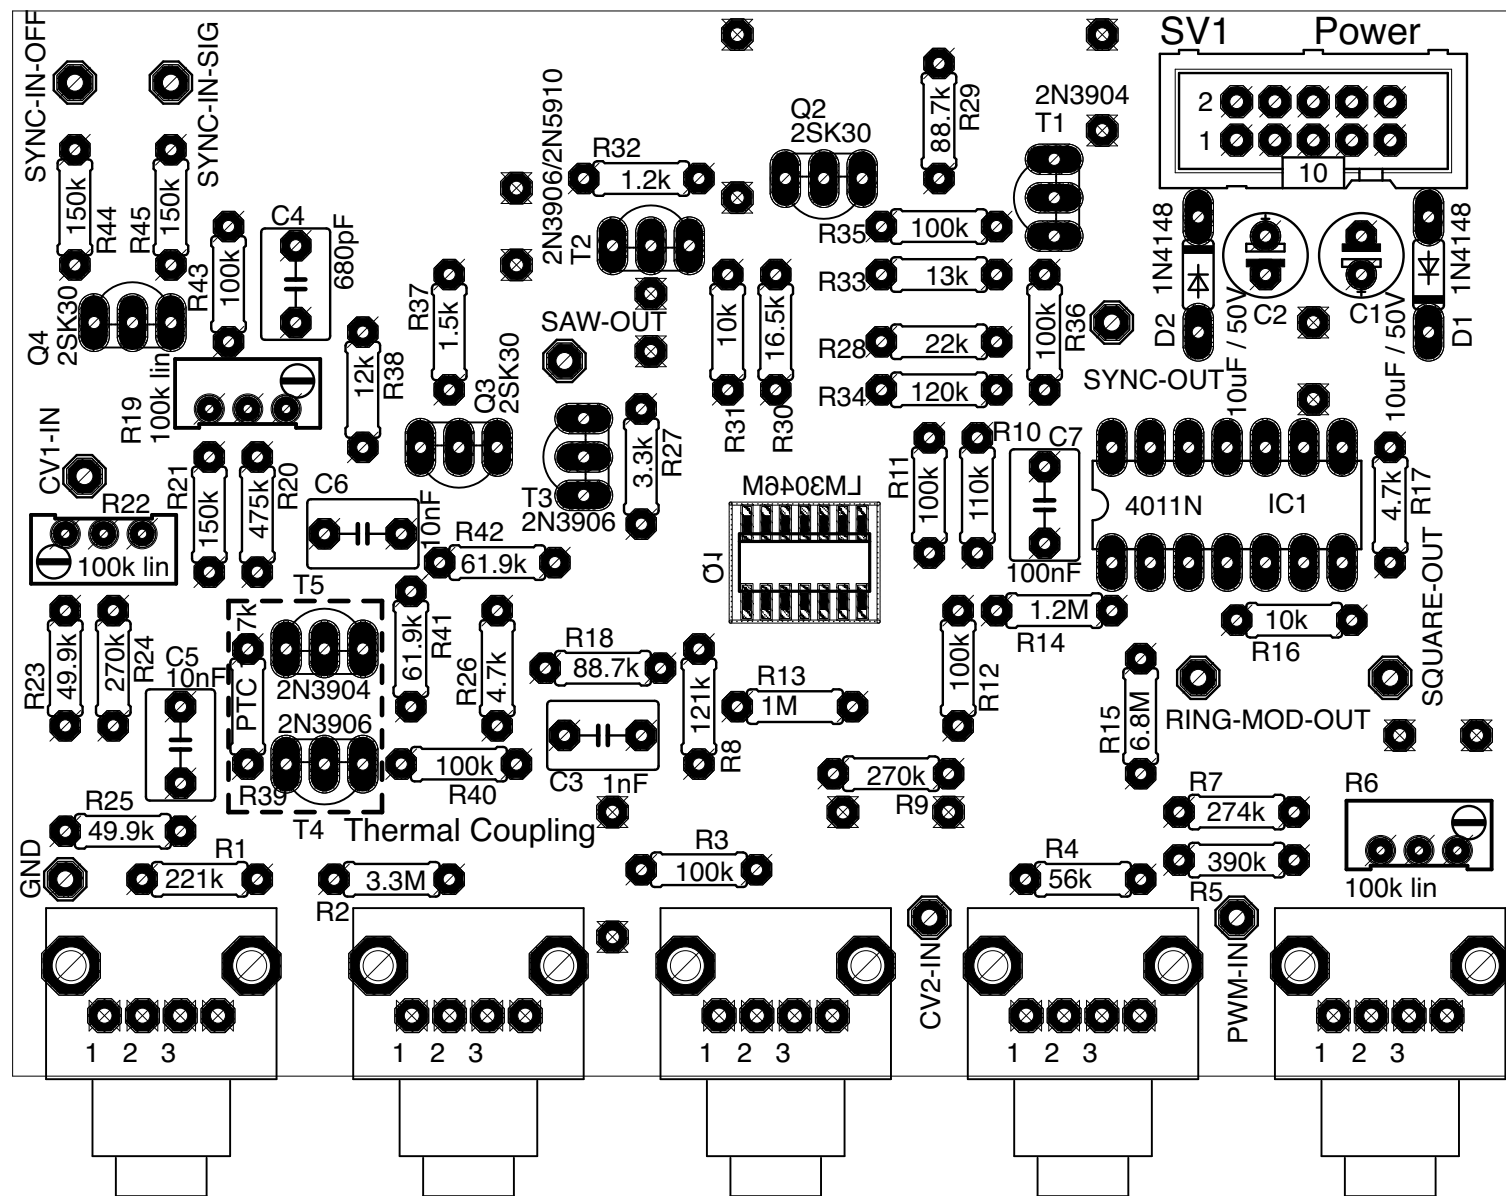 SV1 Power
SYNC-IN-OFF
SYNC-IN-SIG
2N3906/2N5910
T2
Q2
2SK30
88.7k
R29
2N3904
T1
2
1
10
R32
1.2k
150k
R44
R45
150k
R43
100k
C4
680pF
R35
100k
R33
13k
R28
22k
R34
120k
100k
R36
1N4148
D2
C2
10uF / 50V
C1
10uF / 50V
1N4148
D1
Q4
2SK30
R37
1.5k
SAW-OUT
10k
R31
16.5k
R30
SYNC-OUT
R19
100k lin
12k
R38
Q3
2SK30
CV1-IN
R22
100k lin
R21
150k
475k
R20
C6
10nF
T3
2N3906
3.3k
R27
R42
61.9k
LM3046M
Q1
R11
100k
R10
110k
C7
100nF
4011N
IC1
4.7k
R17
SQUARE-OUT
R23
49.9k
270k
R24
C5
10nF
T5
PTC 1.7k
2N3904
2N3906
R39
T4
Thermal Coupling
61.9k
R41
R26
4.7k
R18
88.7k
C3
1nF
121k
R8
R13
1M
100k
R12
1.2M
R14
10k
R16
R15
6.8M
RING-MOD-OUT
100k
R40
270k
R9
R25
49.9k
R7
274k
R6
100k lin
GND
R1
221k
3.3M
R2
R3
100k
R4
56k
390k
R5
CV2-IN
PWM-IN
1 2 3
1 2 3
1 2 3
1 2 3
1 2 3